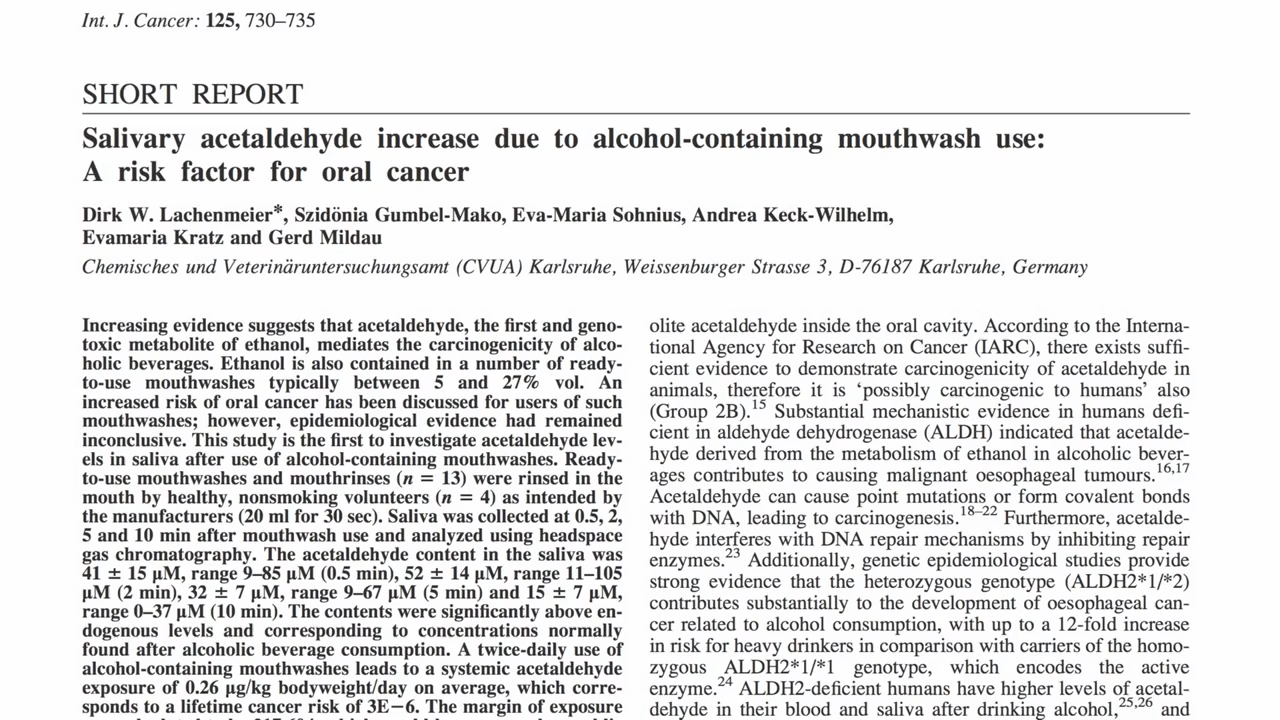 Int. J. Cancer: 125, 730–735
SHORT REPORT
Salivary acetaldehyde increase due to alcohol-containing mouthwash use:
A risk factor for oral cancer
Dirk W. Lachenmeier*, Szidönia Gumbel-Mako, Eva-Maria Sohnius, Andrea Keck-Wilhelm,
Evamaria Kratz and Gerd Mildau
Chemisches und Veterinäruntersuchungsamt (CVUA) Karlsruhe, Weissenburger Strasse 3, D-76187 Karlsruhe, Germany
Increasing evidence suggests that acetaldehyde, the first and geno-
toxic metabolite of ethanol, mediates the carcinogenicity of alco-
holic beverages. Ethanol is also contained in a number of ready-
to-use mouthwashes typically between 5 and 27% vol. An
increased risk of oral cancer has been discussed for users of such
mouthwashes; however, epidemiological evidence had remained
inconclusive. This study is the first to investigate acetaldehyde lev-
els in saliva after use of alcohol-containing mouthwashes. Ready-
to-use mouthwashes and mouthrinses (n = 13) were rinsed in the
mouth by healthy, nonsmoking volunteers (n = 4) as intended by
the manufacturers (20 ml for 30 sec). Saliva was collected at 0.5, 2,
5 and 10 min after mouthwash use and analyzed using headspace
gas chromatography. The acetaldehyde content in the saliva was
41 ± 15 μM, range 9–85 μM (0.5 min), 52 ± 14 μM, range 11–105
μM (2 min), 32 ± 7 μM, range 9–67 μM (5 min) and 15 ± 7 μM,
range 0–37 μM (10 min). The contents were significantly above en-
dogenous levels and corresponding to concentrations normally
found after alcoholic beverage consumption. A twice-daily use of
alcohol-containing mouthwashes leads to a systemic acetaldehyde
exposure of 0.26 μg/kg bodyweight/day on average, which corre-
sponds to a lifetime cancer risk of 3E−6. The margin of exposure
olite acetaldehyde inside the oral cavity. According to the Interna-
tional Agency for Research on Cancer (IARC), there exists suffi-
cient evidence to demonstrate carcinogenicity of acetaldehyde in
animals, therefore it is ‘possibly carcinogenic to humans’ also
(Group 2B).15 Substantial mechanistic evidence in humans defi-
cient in aldehyde dehydrogenase (ALDH) indicated that acetalde-
hyde derived from the metabolism of ethanol in alcoholic bever-
ages contributes to causing malignant oesophageal tumours.16,17
Acetaldehyde can cause point mutations or form covalent bonds
with DNA, leading to carcinogenesis.18–22 Furthermore, acetalde-
hyde interferes with DNA repair mechanisms by inhibiting repair
enzymes.23 Additionally, genetic epidemiological studies provide
strong evidence that the heterozygous genotype (ALDH2*1/*2)
contributes substantially to the development of oesophageal can-
cer related to alcohol consumption, with up to a 12-fold increase
in risk for heavy drinkers in comparison with carriers of the homo-
zygous ALDH2*1/*1 genotype, which encodes the active
enzyme.24 ALDH2-deficient humans have higher levels of acetal-
dehyde in their blood and saliva after drinking alcohol,25,26 and